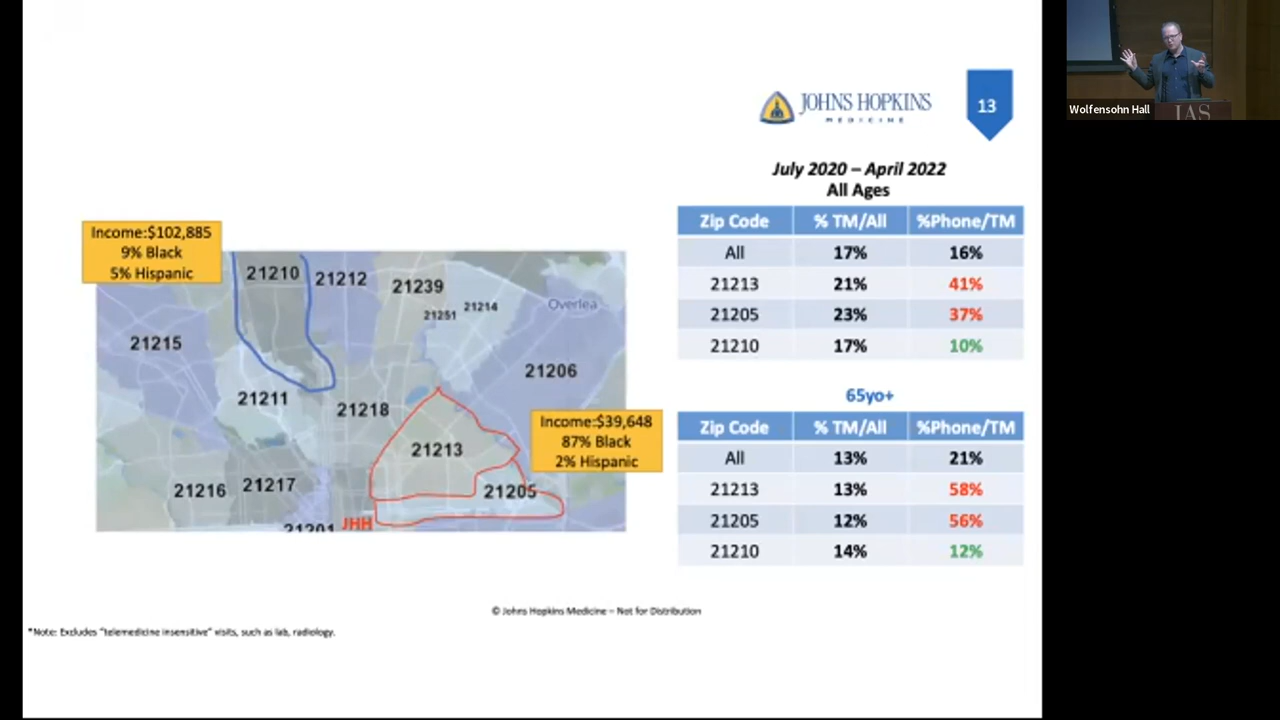 JOHNS HOPKINS
MEDICINE
13
Wolfensohn Hall
IAS
July 2020 – April 2022
All Ages
Zip Code % TM/All %Phone/TM
All 17% 16%
21213 21% 41%
21205 23% 37%
21210 17% 10%
65yo+
Zip Code % TM/All %Phone/TM
All 13% 21%
21213 13% 58%
21205 12% 56%
21210 14% 12%
Income:$102,885
9% Black
5% Hispanic
21210
21212
21239
21251
21214
Overlea
21215
21206
21211
21218
Income:$39,648
87% Black
2% Hispanic
21213
21216
21217
21205
21201
JHH
© Johns Hopkins Medicine – Not for Distribution
*Note: Excludes "telemedicine insensitive" visits, such as lab, radiology.